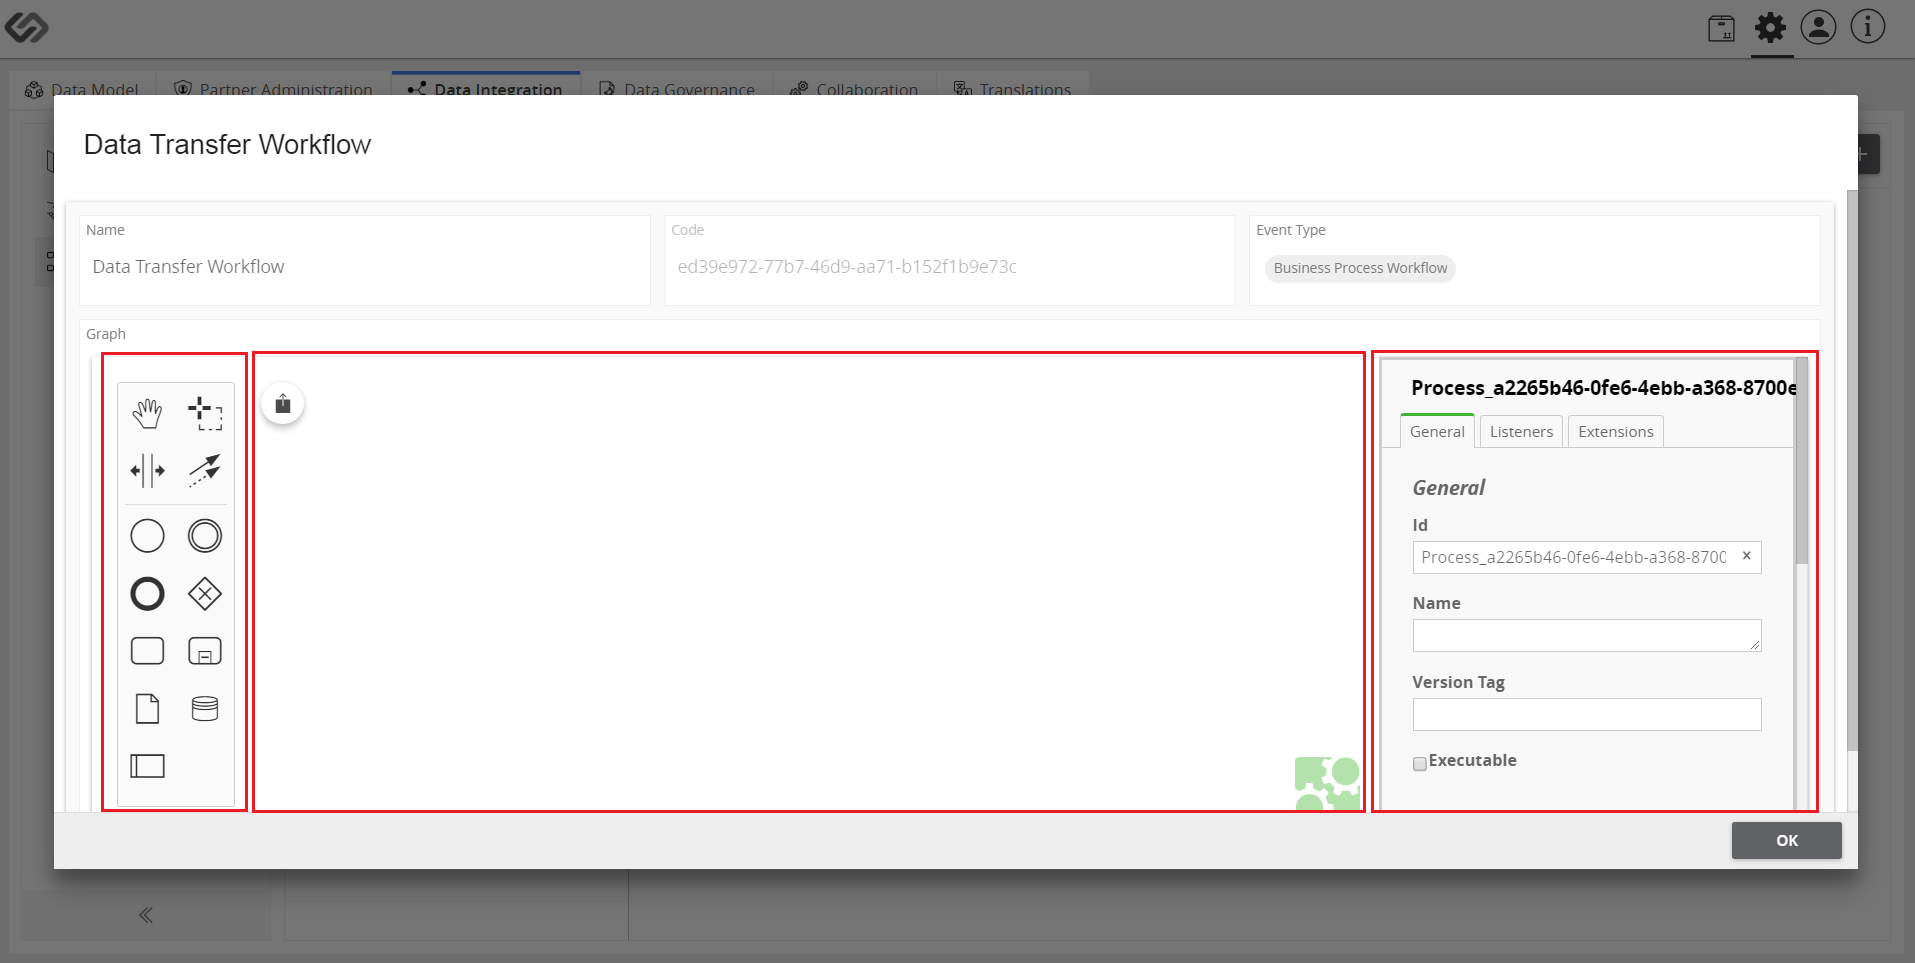 Data Model Partner Administration Data Integration Data Governance Collaboration Translations
Data Transfer Workflow
Name
Data Transfer Workflow
Code
ed39e972-77b7-46d9-aa71-b152f1b9e73c
Event Type
Business Process Workflow
Graph
Process_a2265b46-0fe6-4ebb-a368-8700e
General Listeners Extensions
General
Id
Process_a2265b46-0fe6-4ebb-a368-8700
Name
Version Tag
Executable
OK